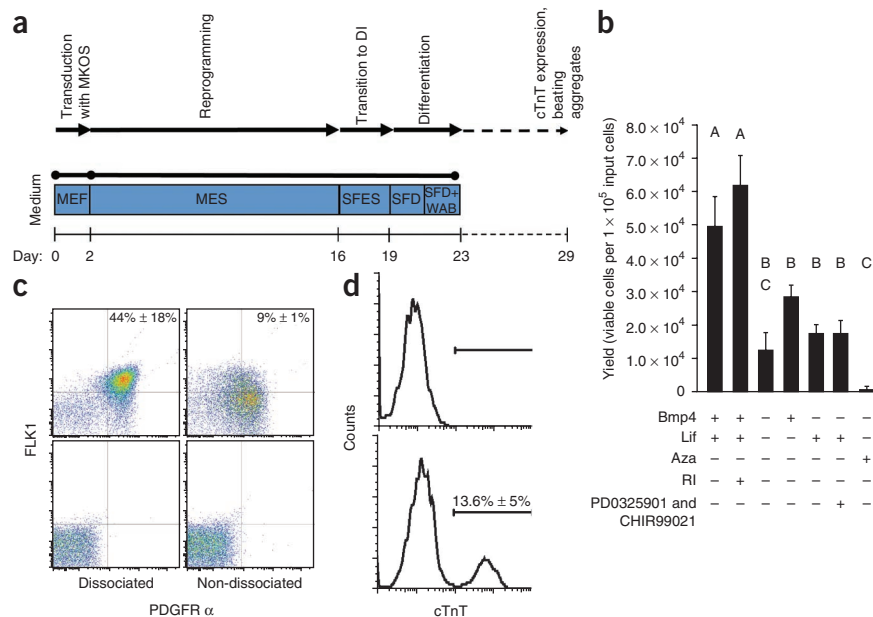 a
Transduction
with MKOS
Reprogramming
Transition to DI
Differentiation
cTnT expression,
beating
aggregates
Medium
MEF
MES
SFES
SFD
SFD+
WAB
Day: 0 2 16 19 23 29
b
Yield (viable cells per 1 × 10⁵ input cells)
8.0 × 10⁴
7.0 × 10⁴
6.0 × 10⁴
5.0 × 10⁴
4.0 × 10⁴
3.0 × 10⁴
2.0 × 10⁴
1.0 × 10⁴
0
A A B B B B C
C
Bmp4 + + – + – – –
Lif + + – – + + –
Aza – – – – – – +
RI – + – – – – –
PD0325901 and – – – – – + –
CHIR99021
c
44% ± 18%
9% ± 1%
FLK1
Dissociated
Non-dissociated
PDGFR α
d
Counts
13.6% ± 5%
cTnT